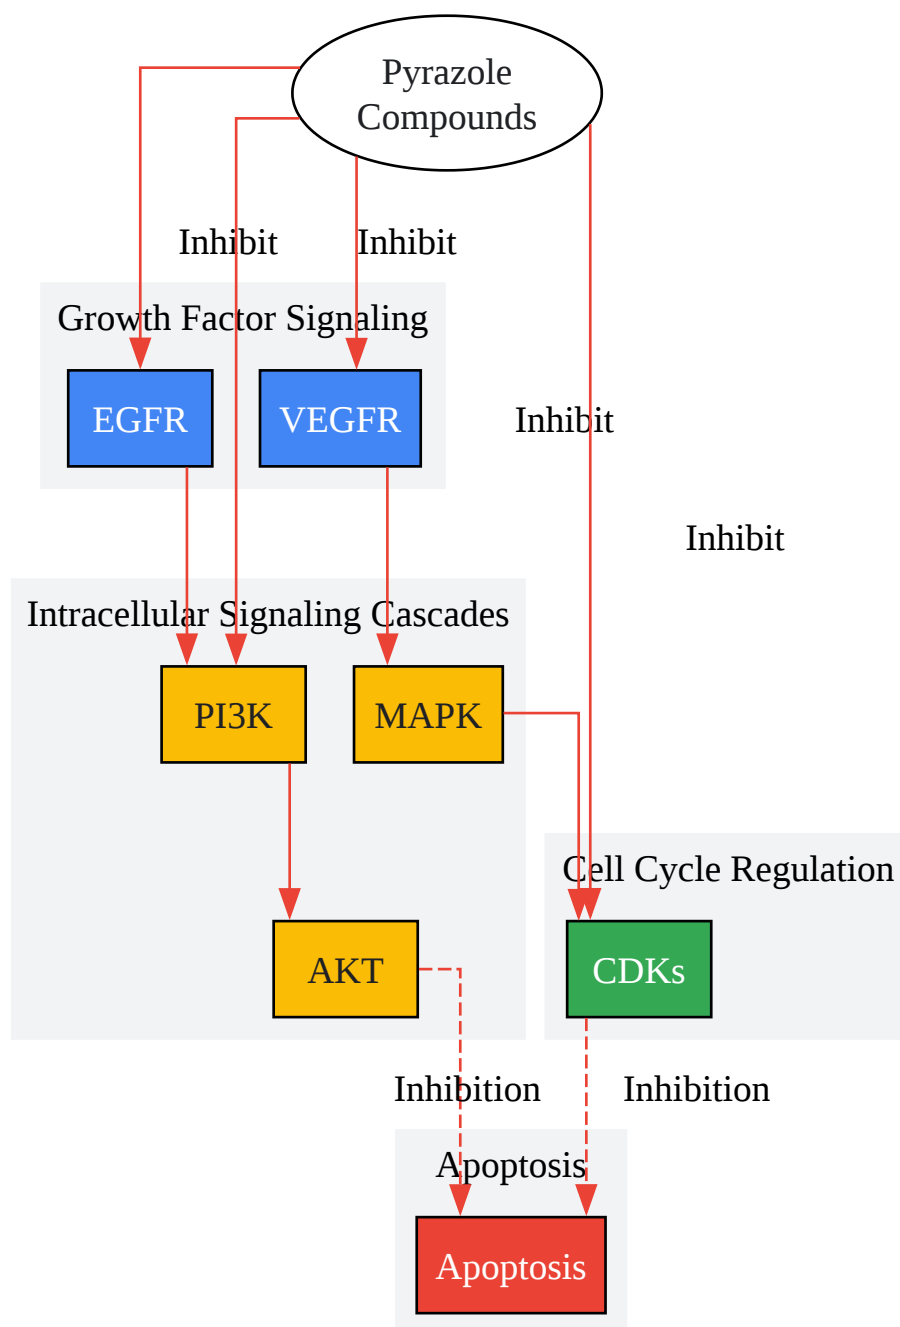 Pyrazole
Compounds
Inhibit
Inhibit
Growth Factor Signaling
EGFR
VEGFR
Inhibit
Inhibit
Intracellular Signaling Cascades
PI3K
MAPK
Cell Cycle Regulation
AKT
CDKs
Inhibition
Inhibition
Apoptosis
Apoptosis